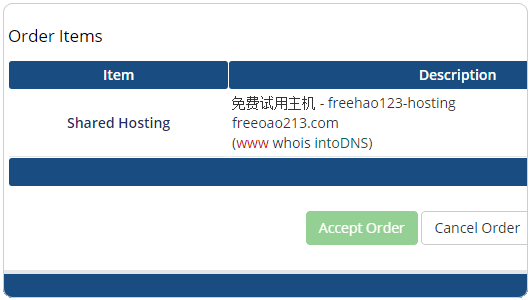 Order Items
Item Description
Shared Hosting
免费试用主机 - freehao123-hosting
freeoao213.com
(www whois intoDNS)
Accept Order Cancel Order